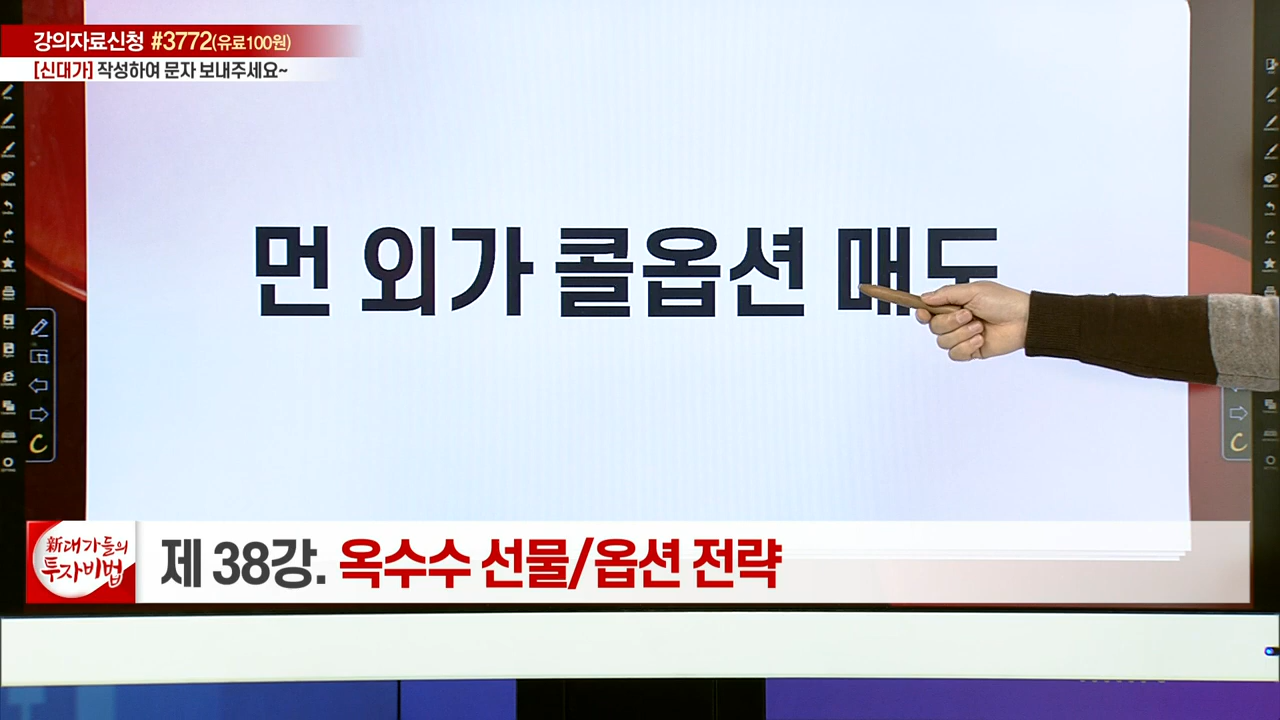 강의자료신청 #3772(유료100원)
[신대가] 작성하여 문자 보내주세요~
먼 외가 콜옵션 매도
新대가들의
투자비법
제 38강. 옥수수 선물/옵션 전략